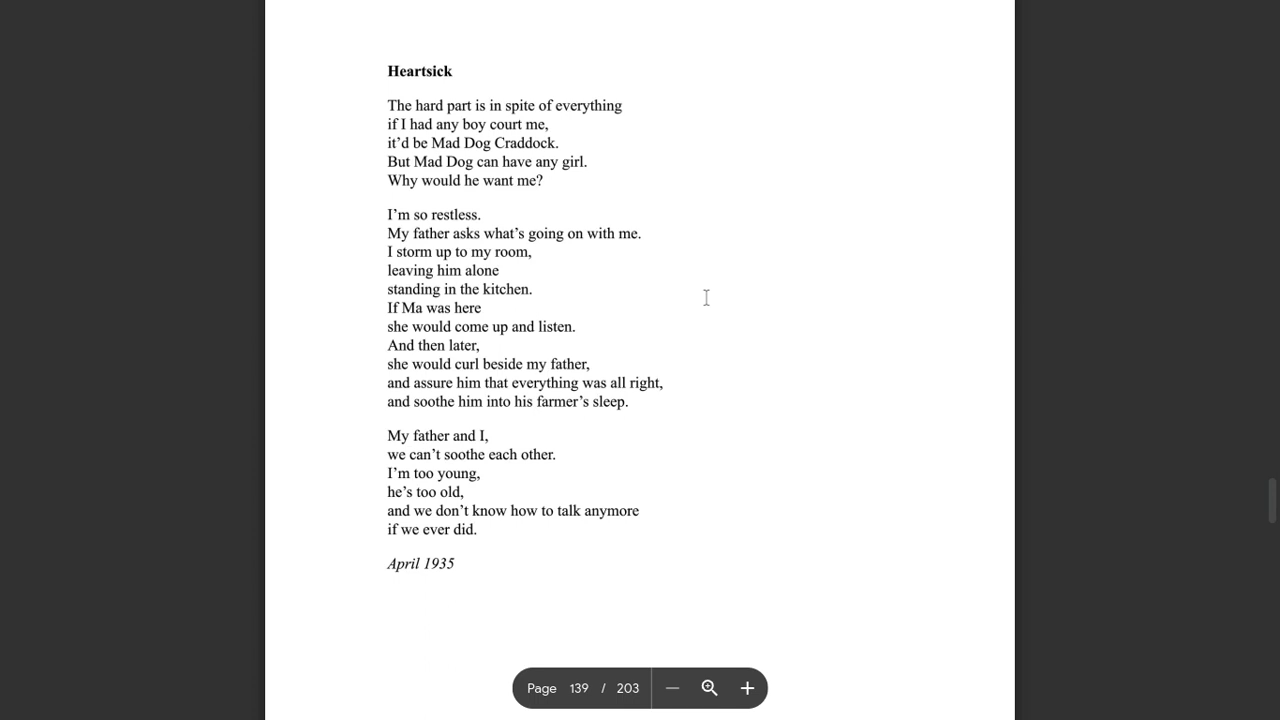 Heartsick
The hard part is in spite of everything
if I had any boy court me,
it’d be Mad Dog Craddock.
But Mad Dog can have any girl.
Why would he want me?
I’m so restless.
My father asks what’s going on with me.
I storm up to my room,
leaving him alone
standing in the kitchen.
If Ma was here
she would come up and listen.
And then later,
she would curl beside my father,
and assure him that everything was all right,
and soothe him into his farmer’s sleep.
My father and I,
we can’t soothe each other.
I’m too young,
he’s too old,
and we don’t know how to talk anymore
if we ever did.
April 1935
Page 139 / 203